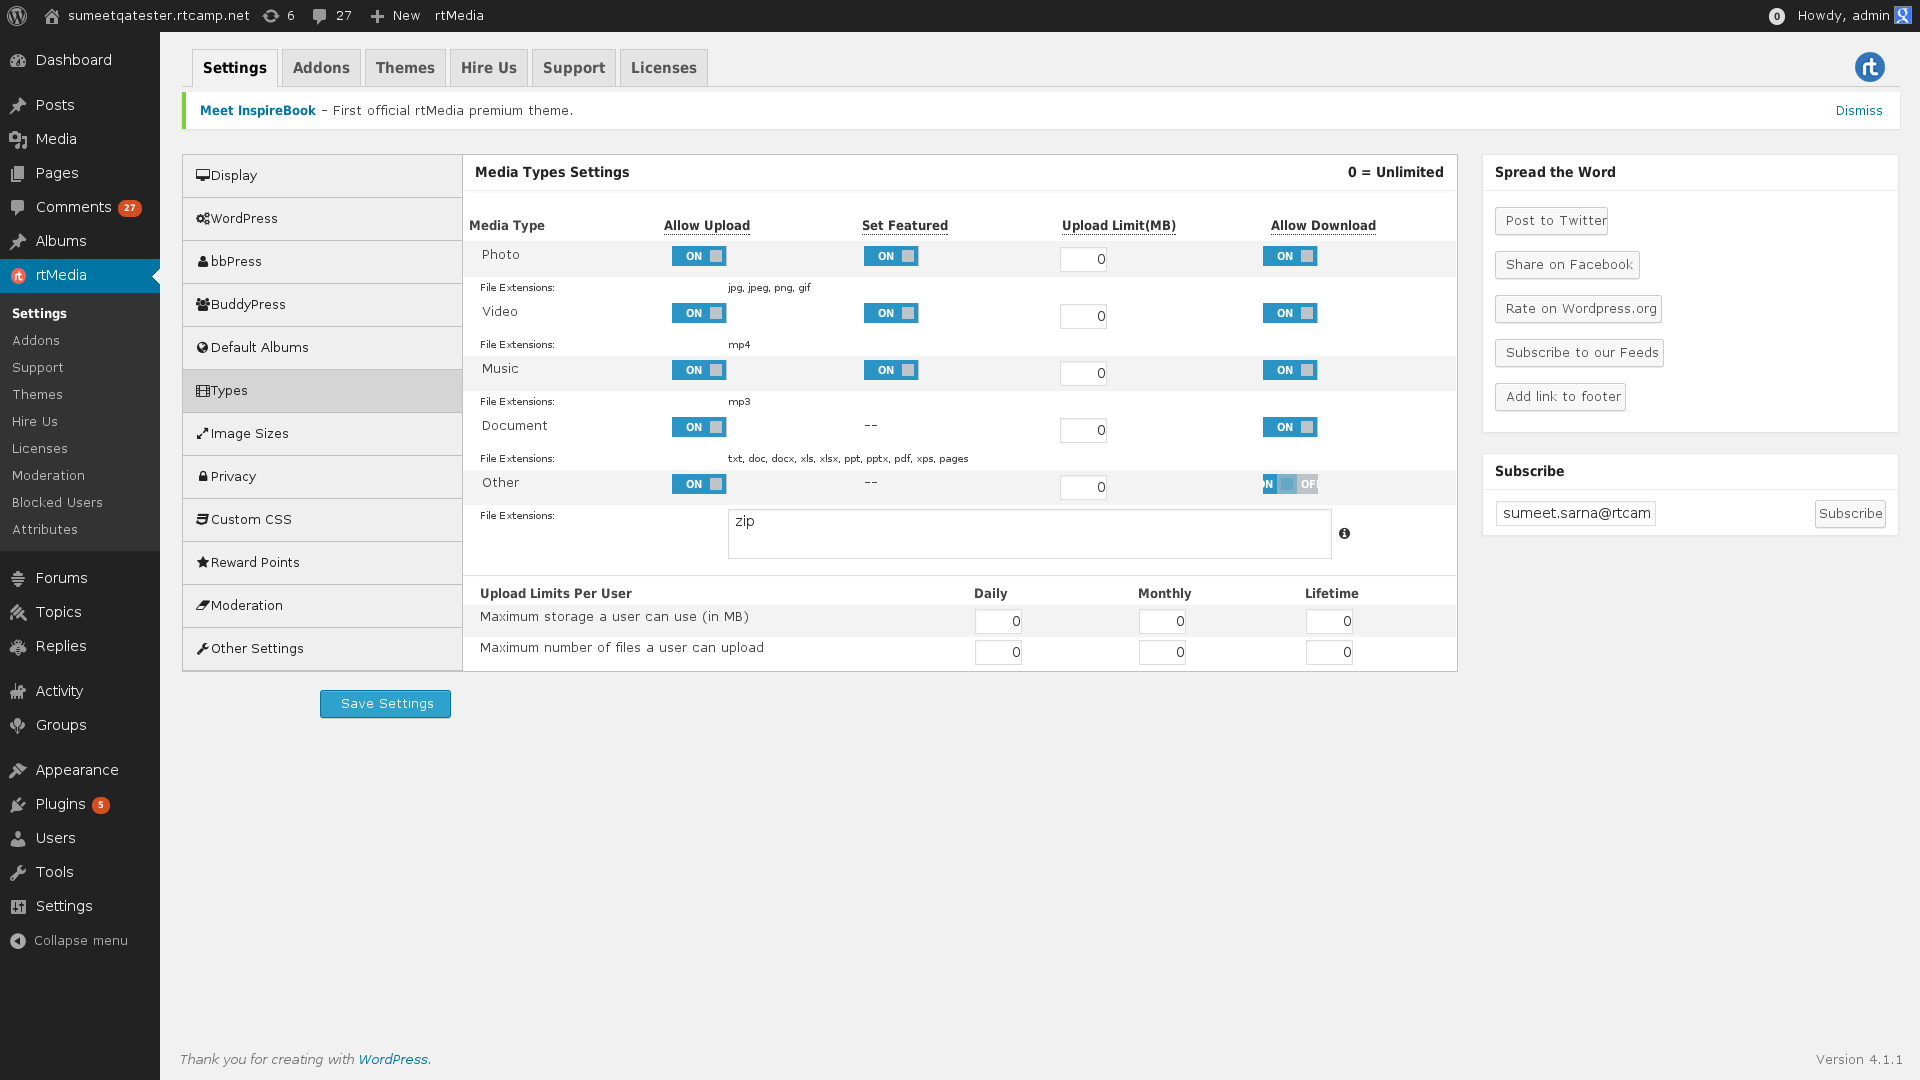 sumeetqatester.rtcamp.net 6 27 New rtMedia 0 Howdy, admin
Dashboard
Posts
Media
Pages
Comments 27
Albums
rtMedia
Settings
Addons
Support
Themes
Hire Us
Licenses
Moderation
Blocked Users
Attributes
Forums
Topics
Replies
Activity
Groups
Appearance
Plugins 5
Users
Tools
Settings
Collapse menu
Settings Addons Themes Hire Us Support Licenses
rt
Meet InspireBook – First official rtMedia premium theme. Dismiss
Display
WordPress
bbPress
BuddyPress
Default Albums
Types
Image Sizes
Privacy
Custom CSS
Reward Points
Moderation
Other Settings
Media Types Settings 0 = Unlimited
Media Type Allow Upload Set Featured Upload Limit(MB) Allow Download
Photo ON ON 0 ON
File Extensions: jpg, jpeg, png, gif
Video ON ON 0 ON
File Extensions: mp4
Music ON ON 0 ON
File Extensions: mp3
Document ON -- 0 ON
File Extensions: txt, doc, docx, xls, xlsx, ppt, pptx, pdf, xps, pages
Other ON -- 0 ON OFF
File Extensions: zip
Upload Limits Per User Daily Monthly Lifetime
Maximum storage a user can use (in MB) 0 0 0
Maximum number of files a user can upload 0 0 0
Save Settings
Spread the Word
Post to Twitter
Share on Facebook
Rate on Wordpress.org
Subscribe to our Feeds
Add link to footer
Subscribe
sumeet.sarna@rtcam Subscribe
Thank you for creating with WordPress.
Version 4.1.1